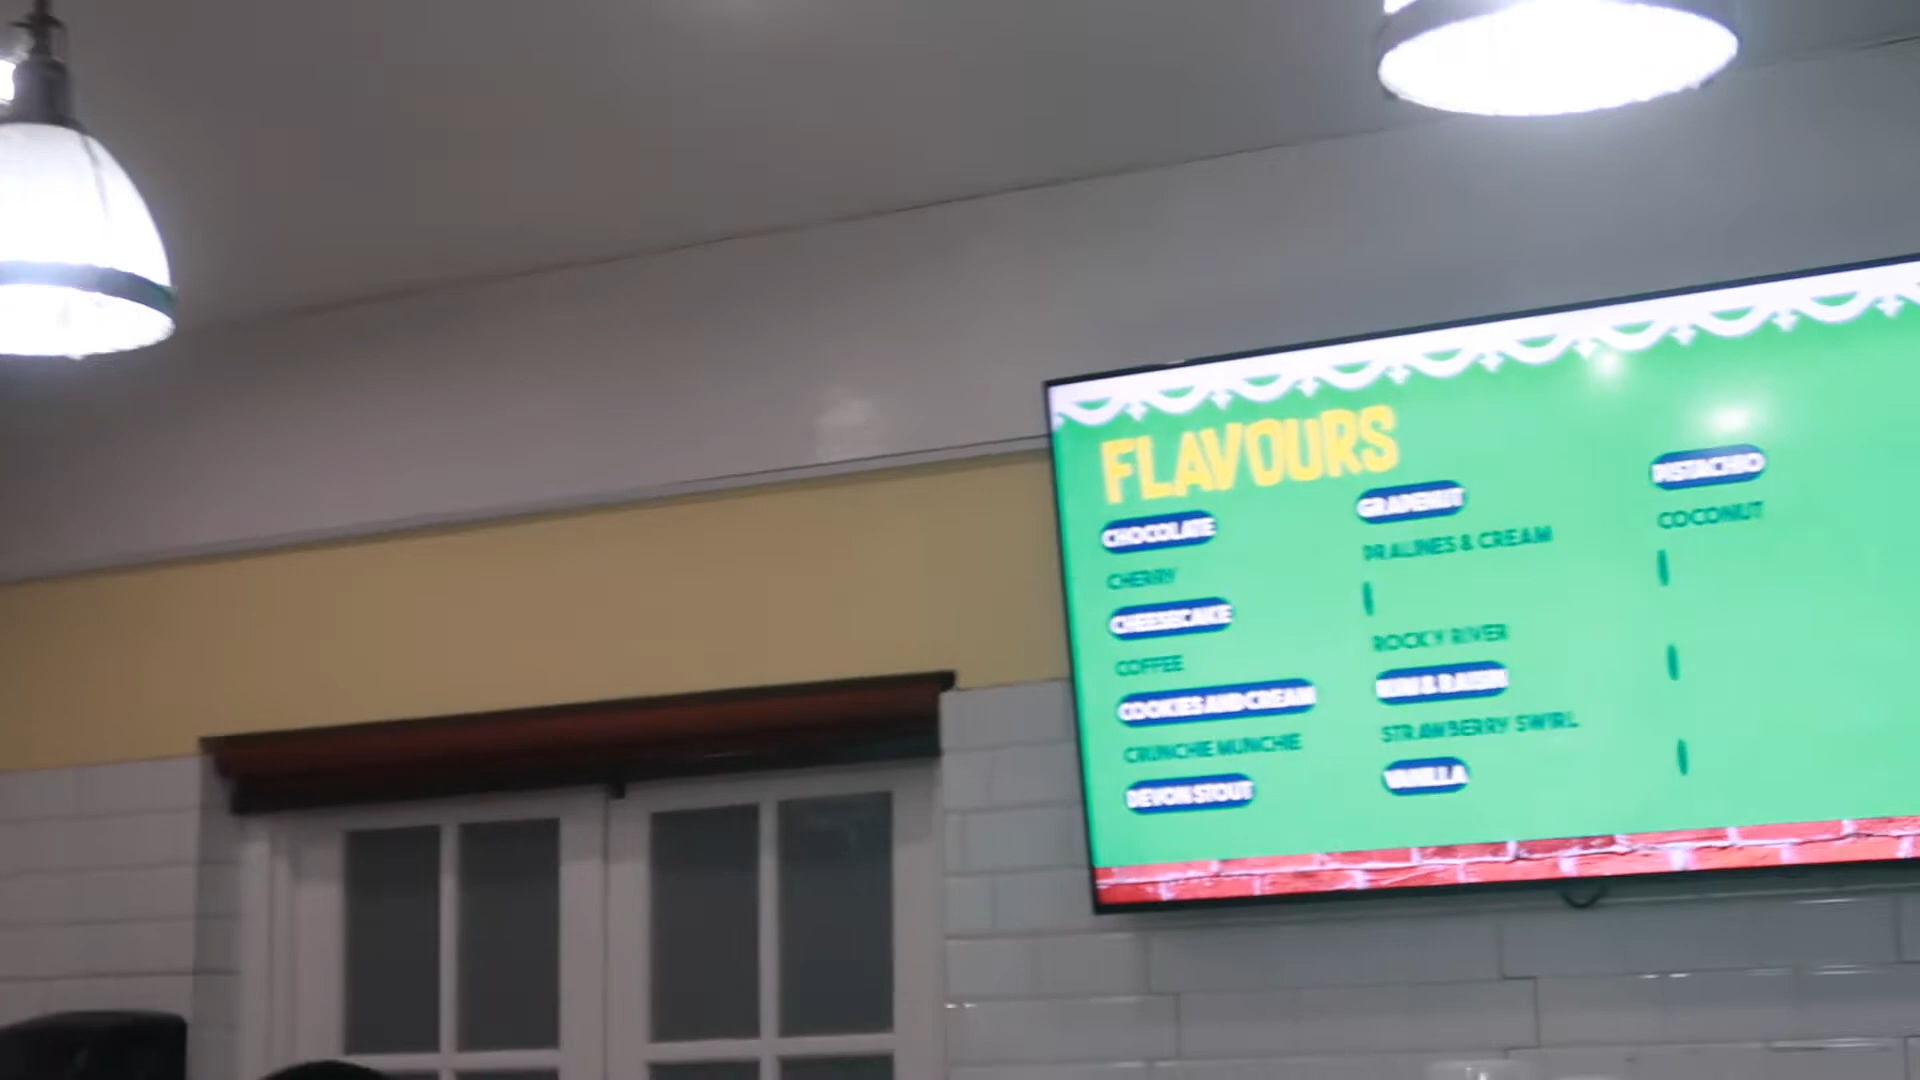 FLAVOURS
CHOCOLATE
CHERRY
CHEESECAKE
COFFEE
COOKIES AND CREAM
CRUNCHIE MUNCHIE
DEVON STOUT
GRAPENUT
PRALINES & CREAM
ROCKY RIVER
RUM & RAISIN
STRAWBERRY SWIRL
VANILLA
PISTACHIO
COCONUT